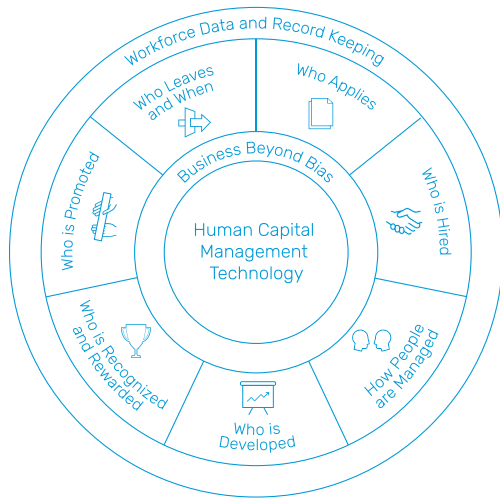 Workforce Data and Record Keeping
Who Leaves
and When
Who Applies
Business Beyond Bias
Who is Promoted
Who is Hired
Human Capital
Management
Technology
Who is Recognized
and Rewarded
How People
are Managed
Who is
Developed